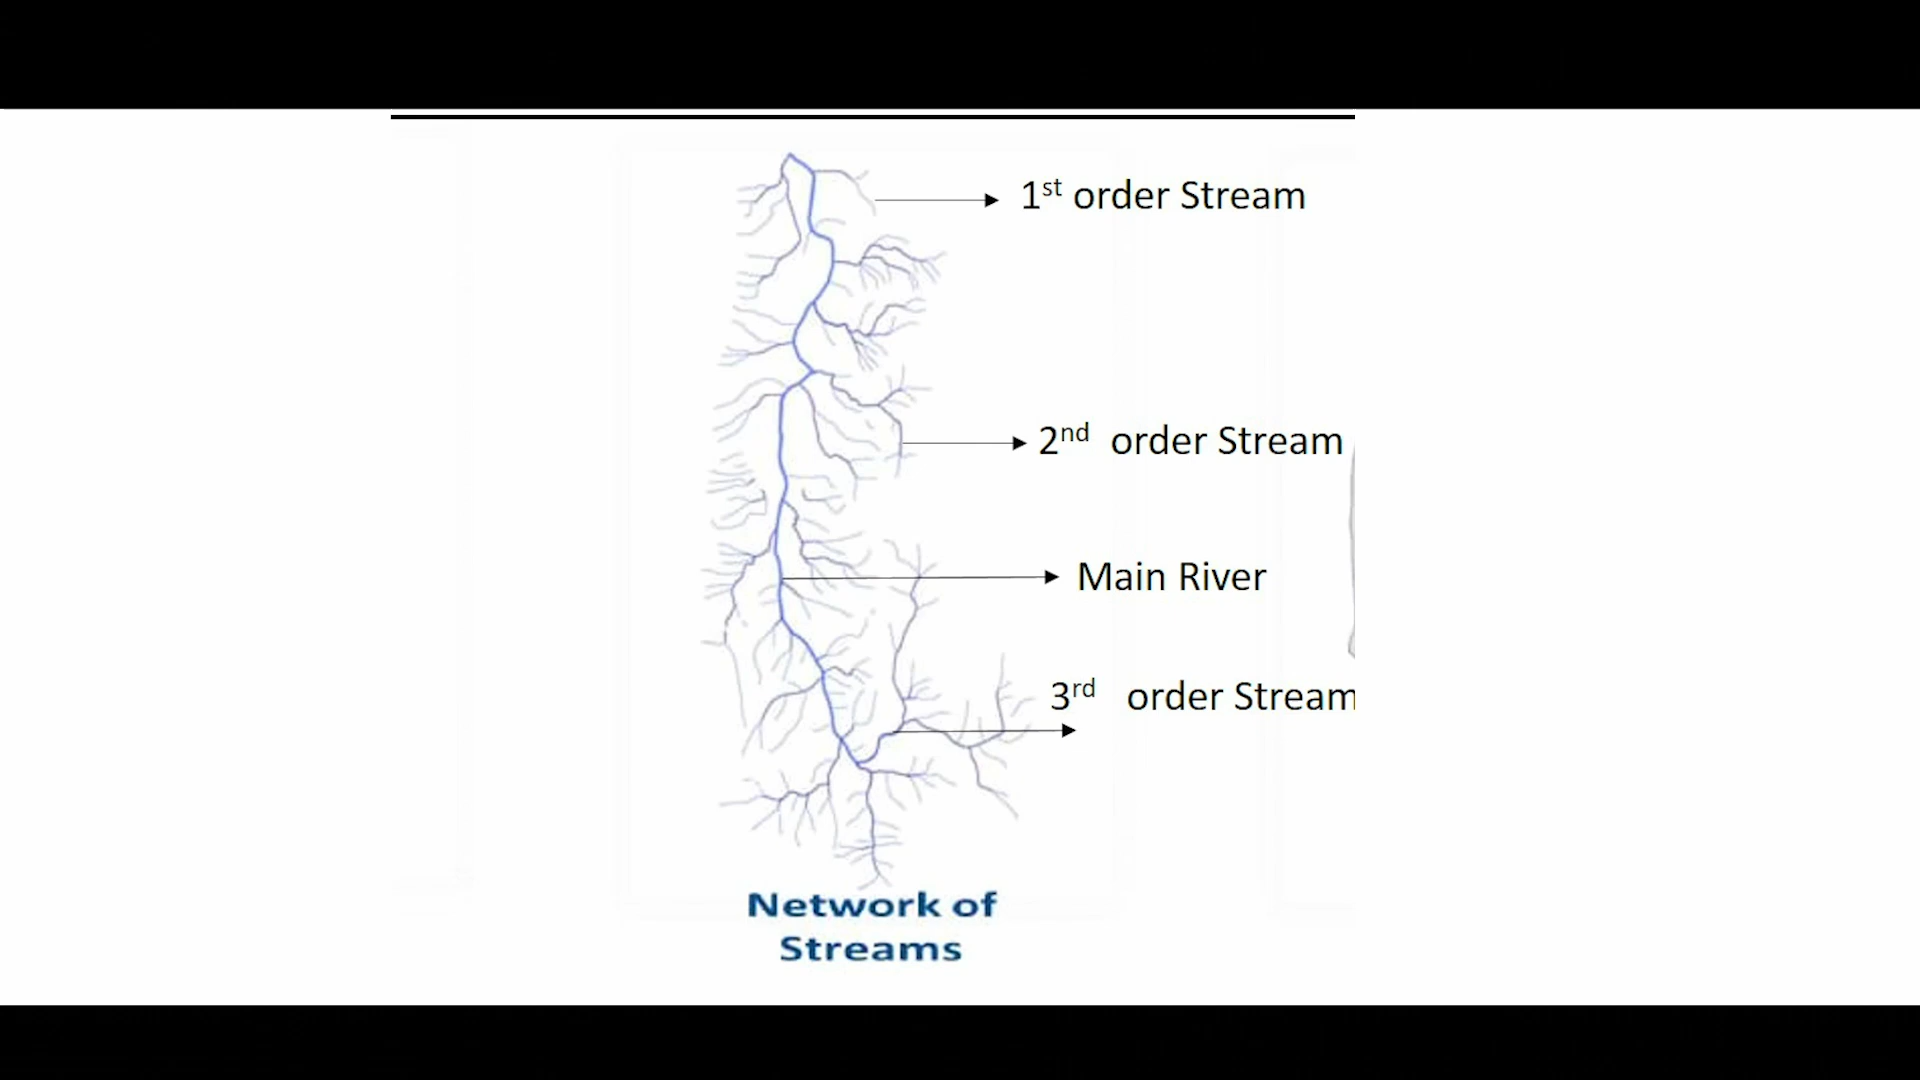 1st order Stream
2nd order Stream
Main River
3rd order Stream
Network of
Streams